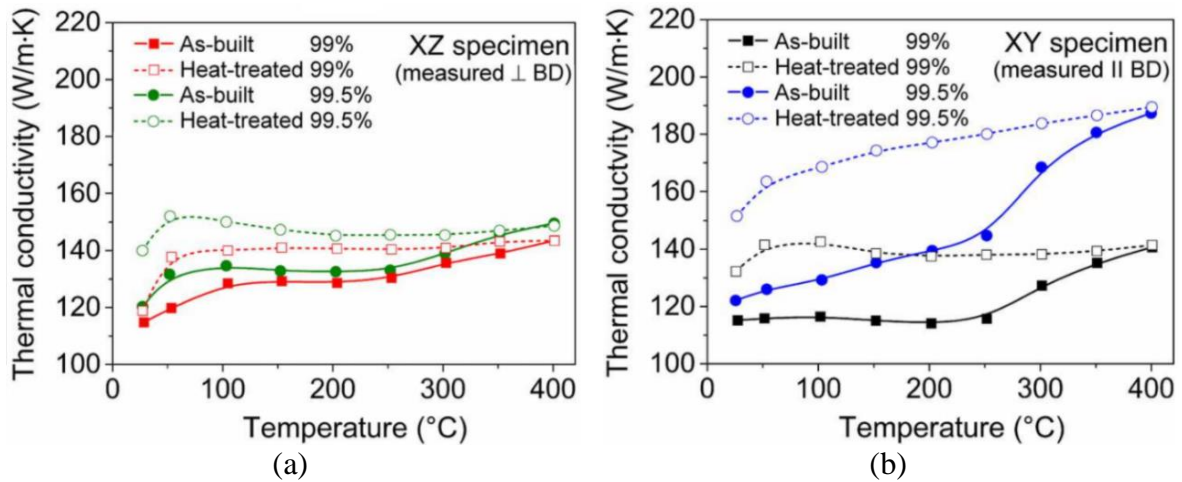 Thermal conductivty (W/m·K)
220
200
180
160
140
120
100
As-built 99%
Heat-treated 99%
As-built 99.5%
Heat-treated 99.5%
XZ specimen
(measured ⊥ BD)
0 100 200 300 400
Temperature (°C)
(a)
Thermal conductivity (W/m·K)
220
200
180
160
140
120
100
As-built 99%
Heat-treated 99%
As-built 99.5%
Heat-treated 99.5%
XY specimen
(measured II BD)
0 100 200 300 400
Temperature (°C)
(b)